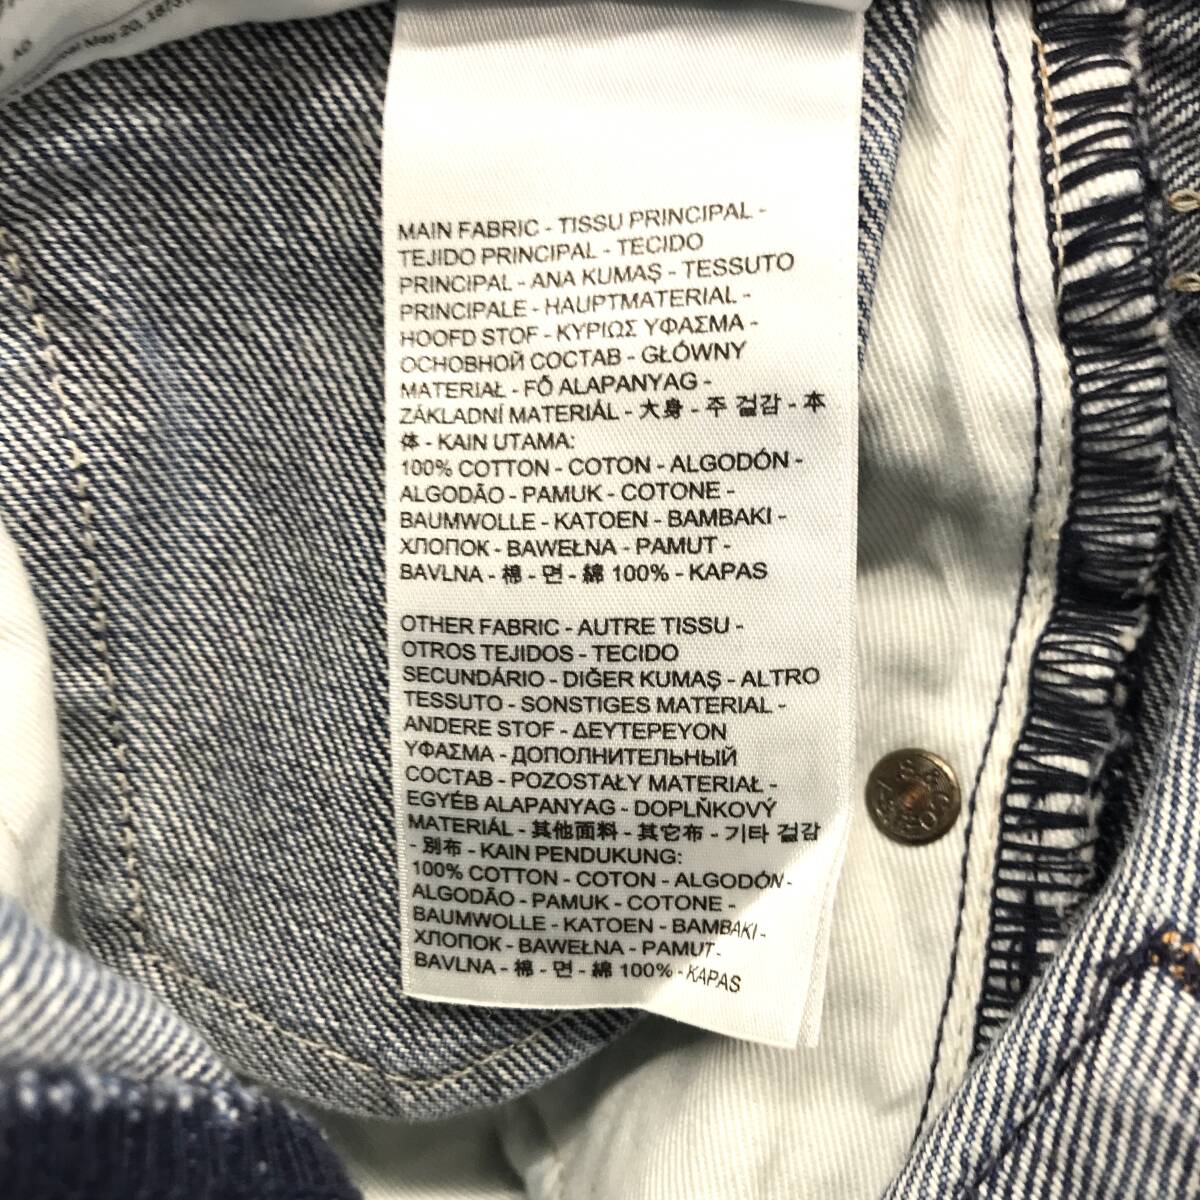 May 20, 1873
MAIN FABRIC - TISSU PRINCIPAL -
TEJIDO PRINCIPAL - TECIDO
PRINCIPAL - ANA KUMAŞ - TESSUTO
PRINCIPALE - HAUPTMATERIAL -
HOOFD STOF - ΚΥΡΙΩΣ ΥΦΑΣΜΑ -
ОСНОВНОЙ СОСТАВ - GŁÓWNY
MATERIAŁ - FŐ ALAPANYAG -
ZÁKLADNÍ MATERIÁL - 大身 - 주 겉감 - 本
体 - KAIN UTAMA:
100% COTTON - COTON - ALGODÓN -
ALGODÃO - PAMUK - COTONE -
BAUMWOLLE - KATOEN - BAMBAKI -
ХЛОПОК - BAWEŁNA - PAMUT -
BAVLNA - 棉 - 면 - 綿 100% - KAPAS
OTHER FABRIC - AUTRE TISSU -
OTROS TEJIDOS - TECIDO
SECUNDÁRIO - DIĞER KUMAŞ - ALTRO
TESSUTO - SONSTIGES MATERIAL -
ANDERE STOF - ΔΕΥΤΕΡΕΥΟΝ
ΥΦΑΣΜΑ - ДОПОЛНИТЕЛЬНЫЙ
СОСТАВ - POZOSTAŁY MATERIAŁ -
EGYÉB ALAPANYAG - DOPLŇKOVÝ
MATERIÁL - 其他面料 - 其它布 - 기타 겉감
- 別布 - KAIN PENDUKUNG:
100% COTTON - COTON - ALGODÓN -
ALGODÃO - PAMUK - COTONE -
BAUMWOLLE - KATOEN - BAMBAKI -
ХЛОПОК - BAWEŁNA - PAMUT -
BAVLNA - 棉 - 면 - 綿 100% - KAPAS